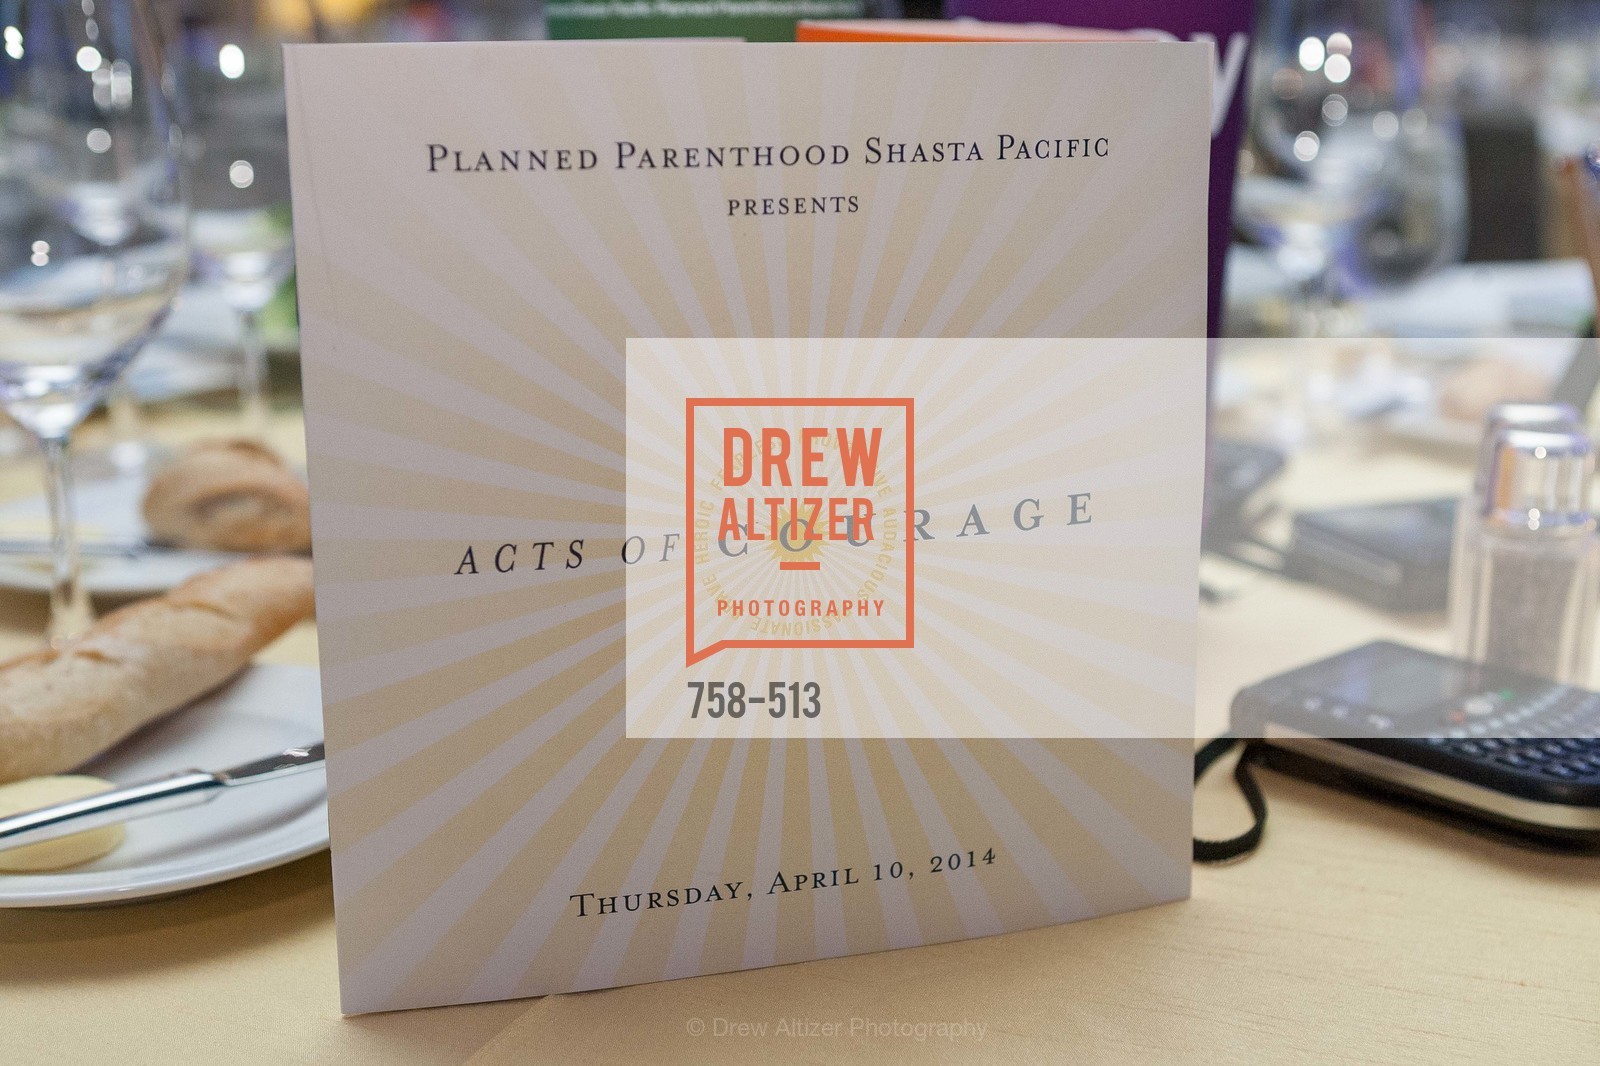 Planned Parenthood Shasta Pacific
PRESENTS
DREW
ALTIZER
PHOTOGRAPHY
ACTS OF COURAGE
758-513
Thursday, April 10, 2014
© Drew Altizer Photography